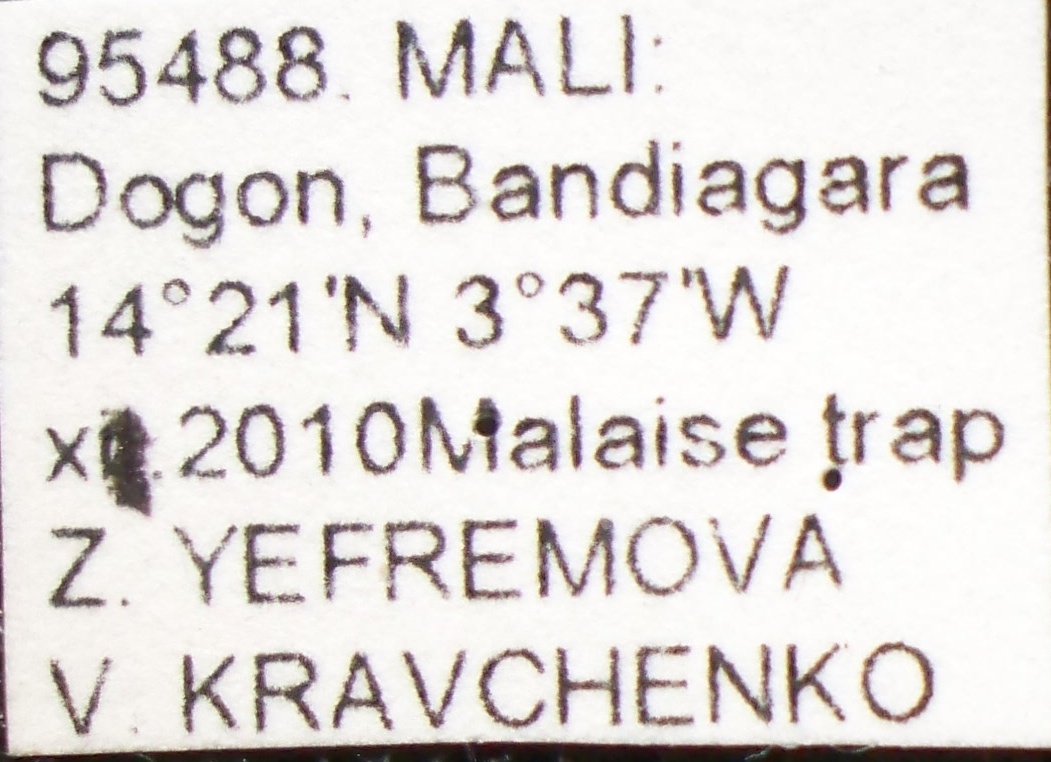 95488. MALI:
Dogon, Bandiagara
14°21'N 3°37'W
2010Malaise trap
Z. YEFREMOVA
V. KRAVCHENKO